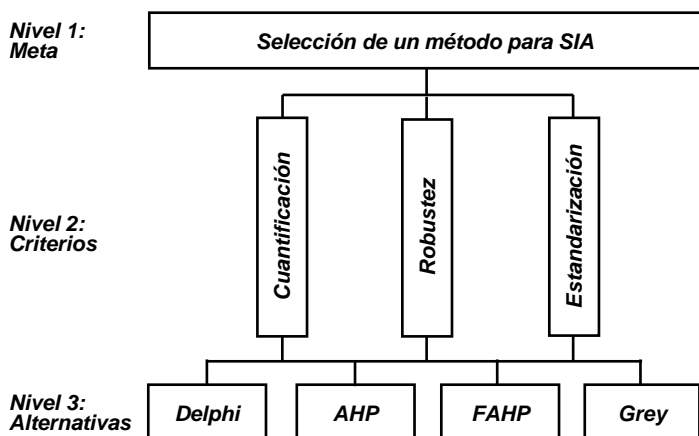 Nivel 1:
Meta
Selección de un método para SIA
Cuantificación
Robustez
Estandarización
Nivel 2:
Criterios
Nivel 3:
Alternativas
Delphi
AHP
FAHP
Grey